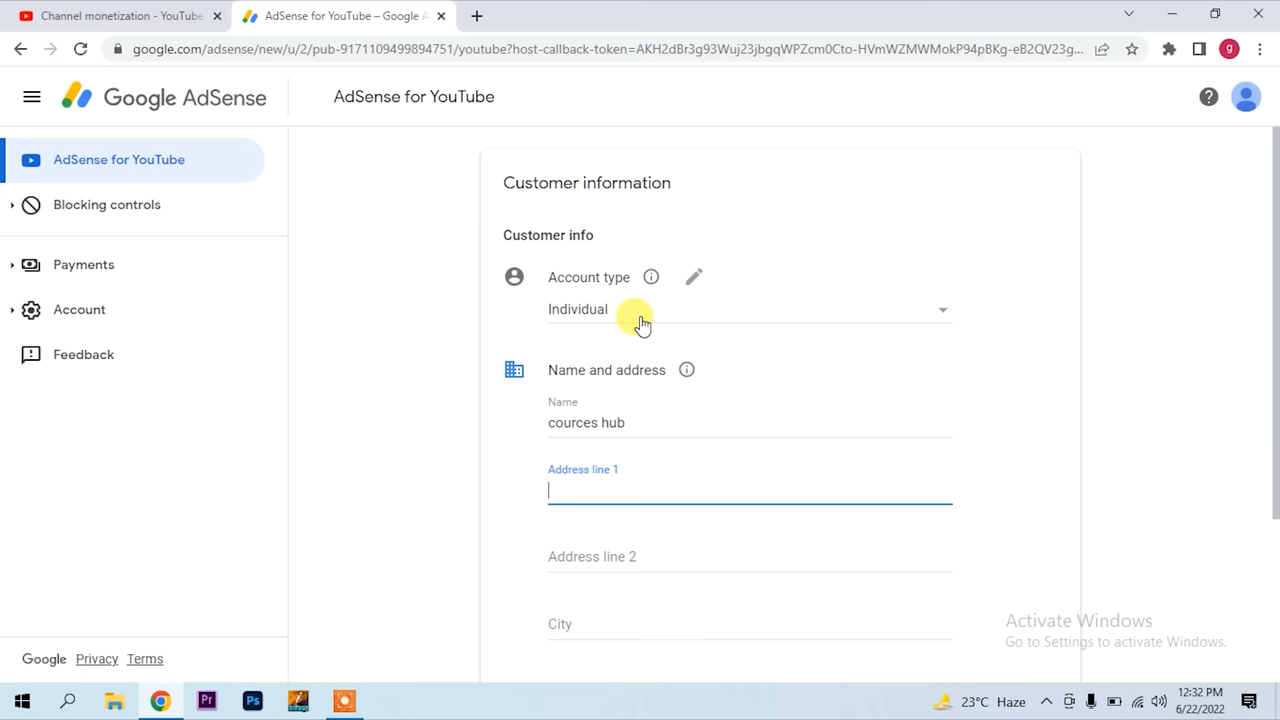 Channel monetization - YouTube
AdSense for YouTube – Google A
google.com/adsense/new/u/2/pub-9171109499894751/youtube?host-callback-token=AKH2dBr3g93Wuj23jbgqWPZcm0Cto-HVmWZMWMokP94pBKg-eB2QV23g...
g
Google AdSense
AdSense for YouTube
AdSense for YouTube
Blocking controls
Payments
Account
Feedback
Customer information
Customer info
Account type
Individual
Name and address
Name
cources hub
Address line 1
Address line 2
City
Activate Windows
Go to Settings to activate Windows.
Google Privacy Terms
Pr
Ps
23°C Haze
12:32 PM
6/22/2022